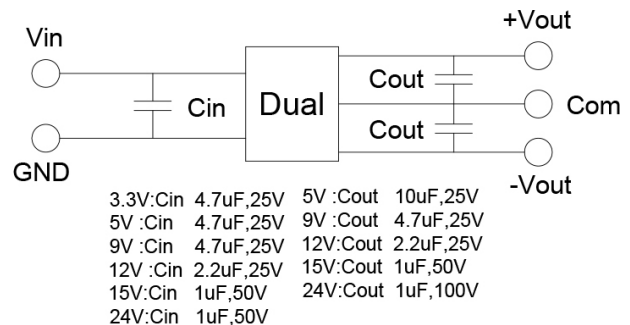 +Vout
Vin
Cout
Cin
Dual
Com
Cout
GND
-Vout
3.3V:Cin 4.7uF,25V
5V :Cin 4.7uF,25V
9V :Cin 4.7uF,25V
12V :Cin 2.2uF,25V
15V:Cin 1uF,50V
24V:Cin 1uF,50V
5V :Cout 10uF,25V
9V :Cout 4.7uF,25V
12V:Cout 2.2uF,25V
15V:Cout 1uF,50V
24V:Cout 1uF,100V